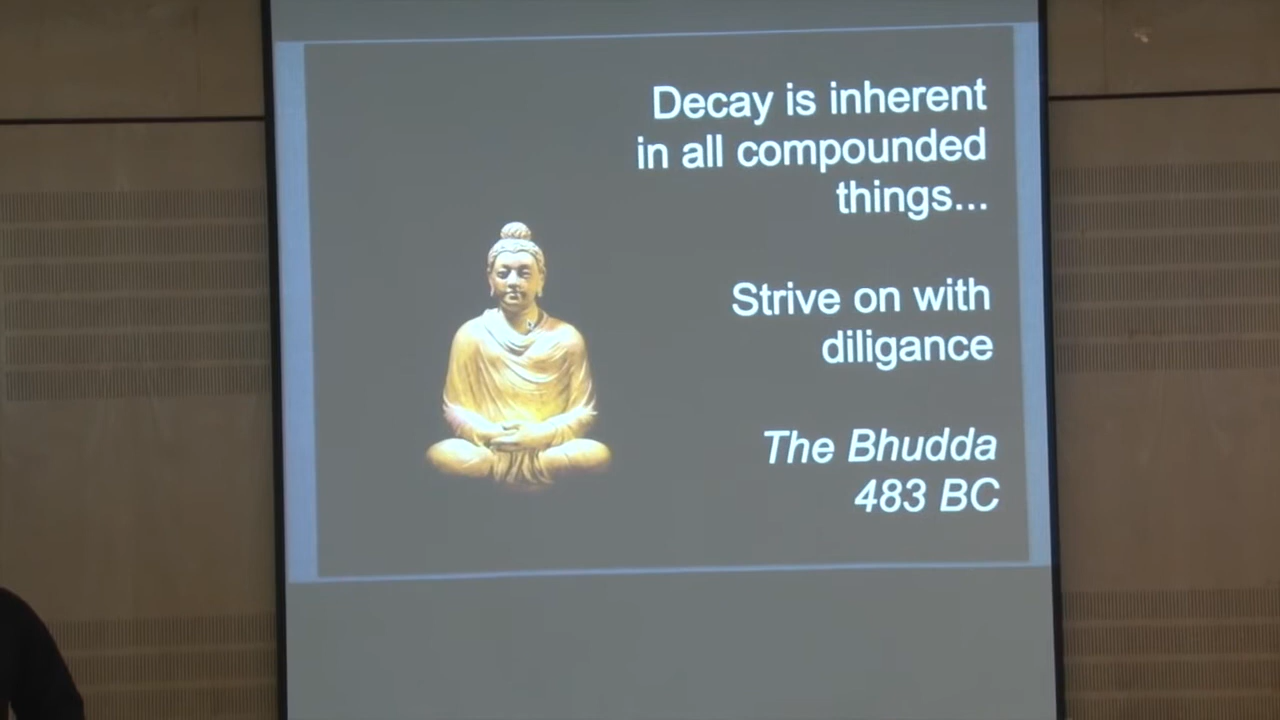 Decay is inherent
in all compounded
things...
Strive on with
diligance
The Bhudda
483 BC